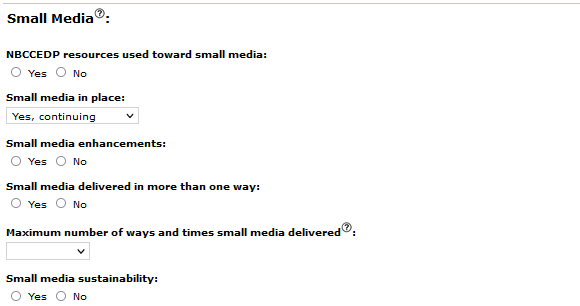 Small Media?:
NBCCEDP resources used toward small media:
Yes No
Small media in place:
Yes, continuing
Small media enhancements:
Yes No
Small media delivered in more than one way:
Yes No
Maximum number of ways and times small media delivered?:
Small media sustainability:
Yes No